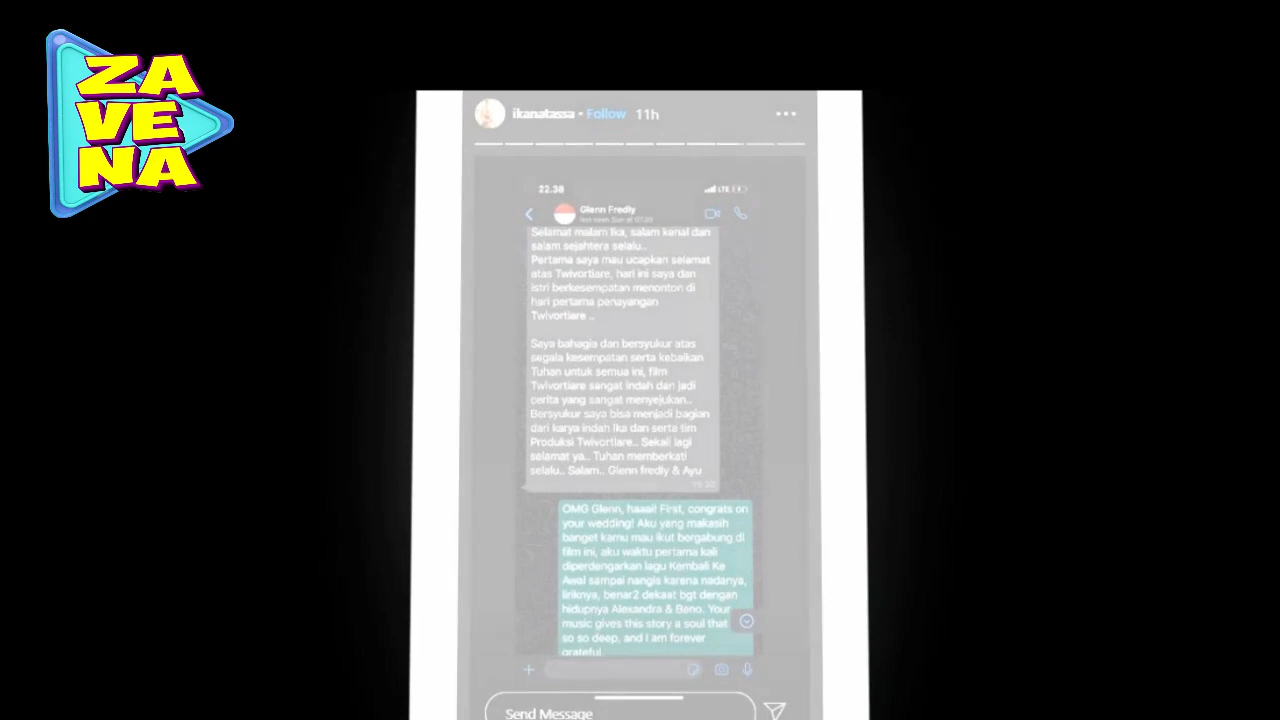 ZA
VE
NA
ikanatassa • Follow 11h
22.38
LTE
Glenn Fredly
Selamat malam Ika, salam kenal dan
salam sejahtera selalu..
Pertama saya mau ucapkan selamat
atas Twivortiare, hari ini saya dan
istri berkesempatan menonton di
hari pertama penayangan
Twivortiare ..
Saya bahagia dan bersyukur atas
segala kesempatan serta kebaikan
Tuhan untuk semua ini, film
Twivortiare sangat indah dan jadi
cerita yang sangat menyejukan..
Bersyukur saya bisa menjadi bagian
dari karya indah Ika dan serta tim
Produksi Twivortiare.. Sekali lagi
selamat ya.. Tuhan memberkati
selalu.. Salam.. Glenn fredly & Ayu
OMG Glenn, haaai! First, congrats on
your wedding! Aku yang makasih
banget kamu mau ikut bergabung di
film ini, aku waktu pertama kali
diperdengarkan lagu Kembali Ke
Awal sampai nangis karena nadanya,
liriknya, benar2 dekaat bgt dengan
hidupnya Alexandra & Beno. Your
music gives this story a soul that
so so deep, and I am forever
grateful.
Send Message